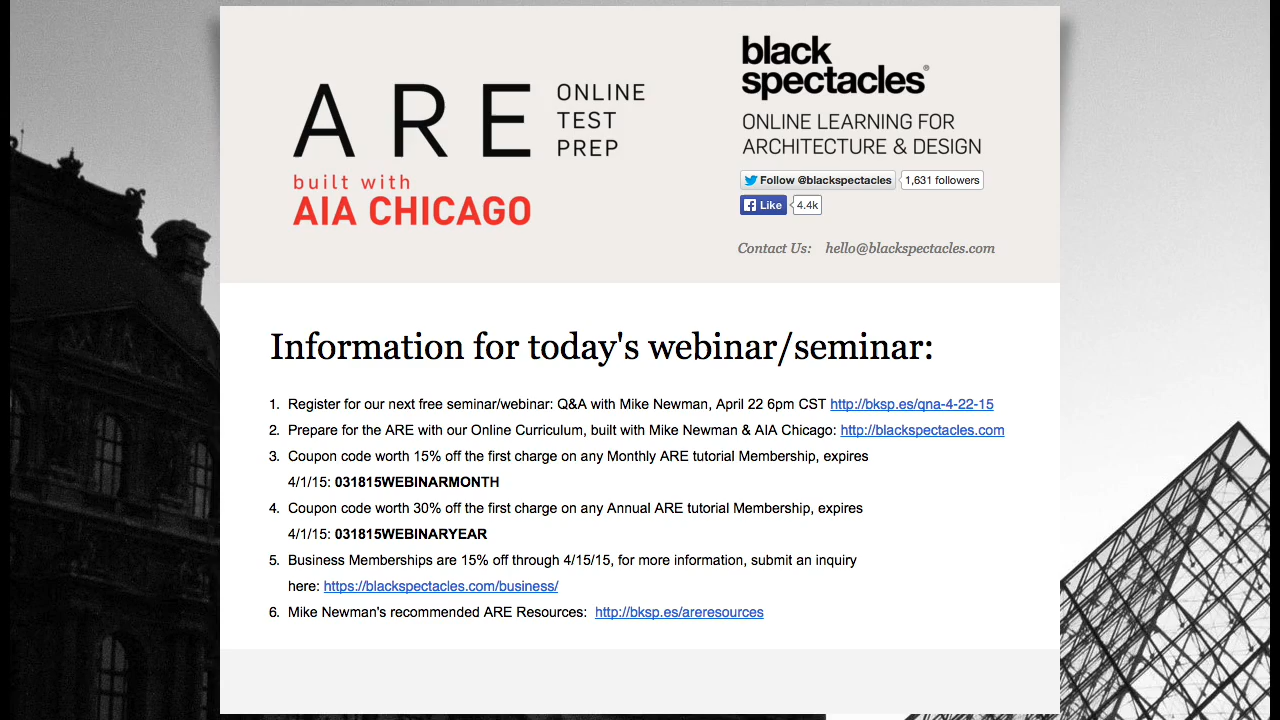 A R E
ONLINE
TEST
PREP
built with
AIA CHICAGO
black
spectacles®
ONLINE LEARNING FOR
ARCHITECTURE & DESIGN
Follow @blackspectacles 1,631 followers
Like 4.4k
Contact Us: hello@blackspectacles.com
Information for today's webinar/seminar:
1. Register for our next free seminar/webinar: Q&A with Mike Newman, April 22 6pm CST http://bksp.es/qna-4-22-15
2. Prepare for the ARE with our Online Curriculum, built with Mike Newman & AIA Chicago: http://blackspectacles.com
3. Coupon code worth 15% off the first charge on any Monthly ARE tutorial Membership, expires
4/1/15: 031815WEBINARMONTH
4. Coupon code worth 30% off the first charge on any Annual ARE tutorial Membership, expires
4/1/15: 031815WEBINARYEAR
5. Business Memberships are 15% off through 4/15/15, for more information, submit an inquiry
here: https://blackspectacles.com/business/
6. Mike Newman's recommended ARE Resources: http://bksp.es/areresources